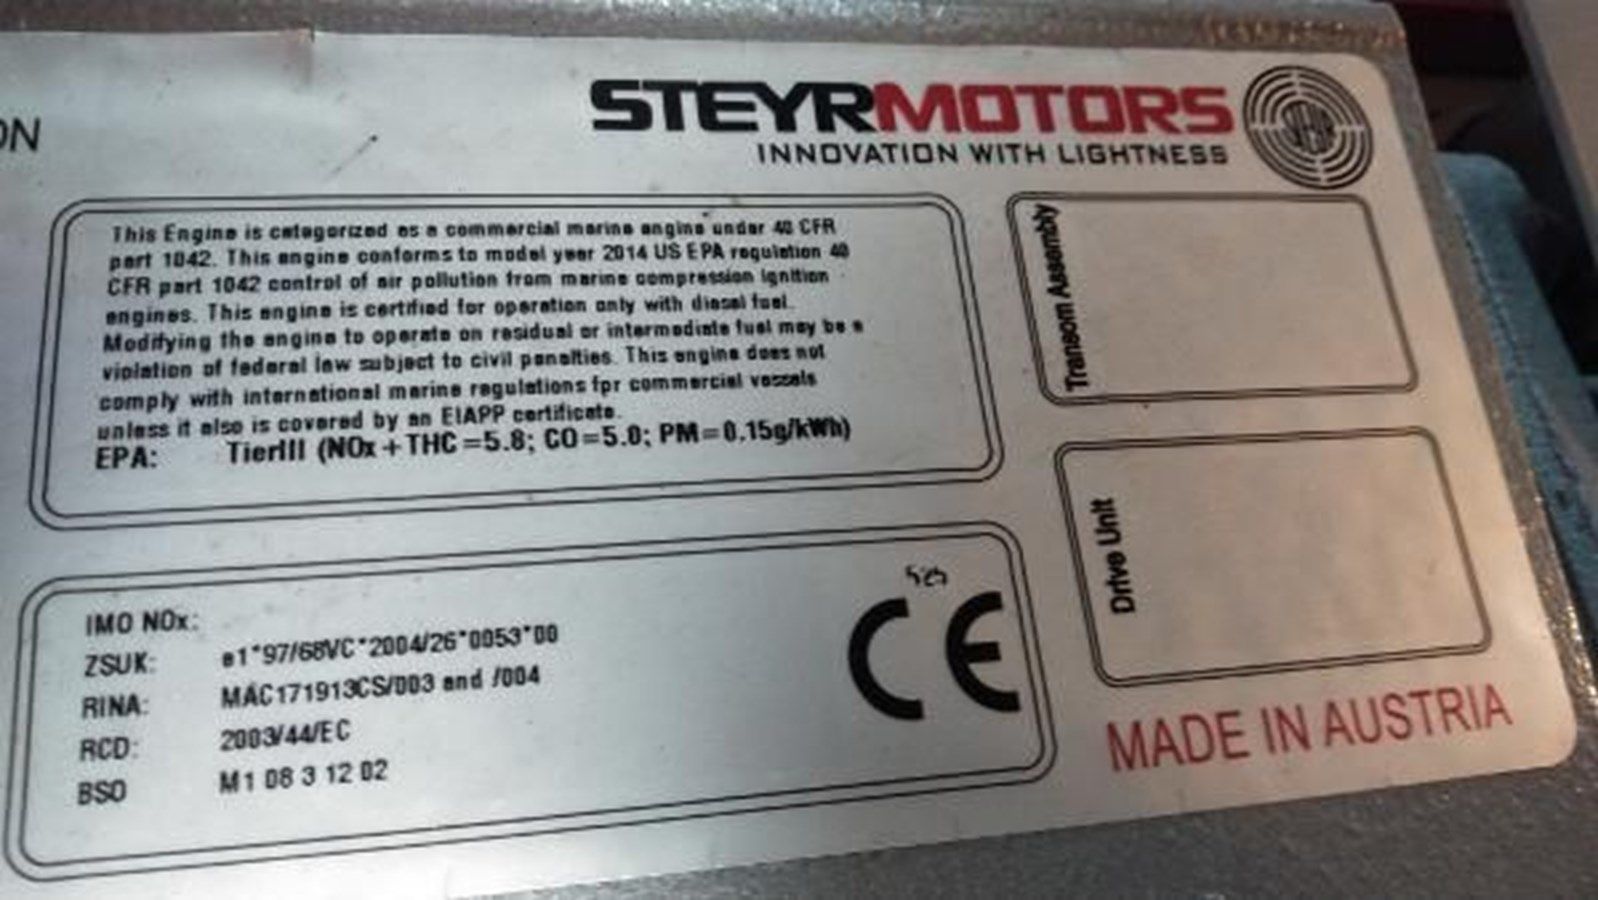 ON
STEYRMOTORS
INNOVATION WITH LIGHTNESS
This Engine is categorized as a commercial marine engine under 40 CFR
part 1042. This engine conforms to model year 2014 US EPA regulation 40
CFR part 1042 control of air pollution from marine compression ignition
engines. This engine is certified for operation only with diesel fuel.
Modifying the engine to operate on residual or intermediate fuel may be a
violation of federal law subject to civil penalties. This engine does not
comply with international marine regulations fpr commercial vessels
unless it also is covered by an EIAPP certificate.
EPA: TierIII (NOx+THC=5.8; CO=5.0; PM=0.15g/kWh)
Transom Assembly
Drive Unit
IMO NOx:
ZSUK: e1*97/68VC*2004/26*0053*00
RINA: MAC171913CS/003 and /004
RCD: 2003/44/EC
BSO M1 08 3 12 02
CE
MADE IN AUSTRIA